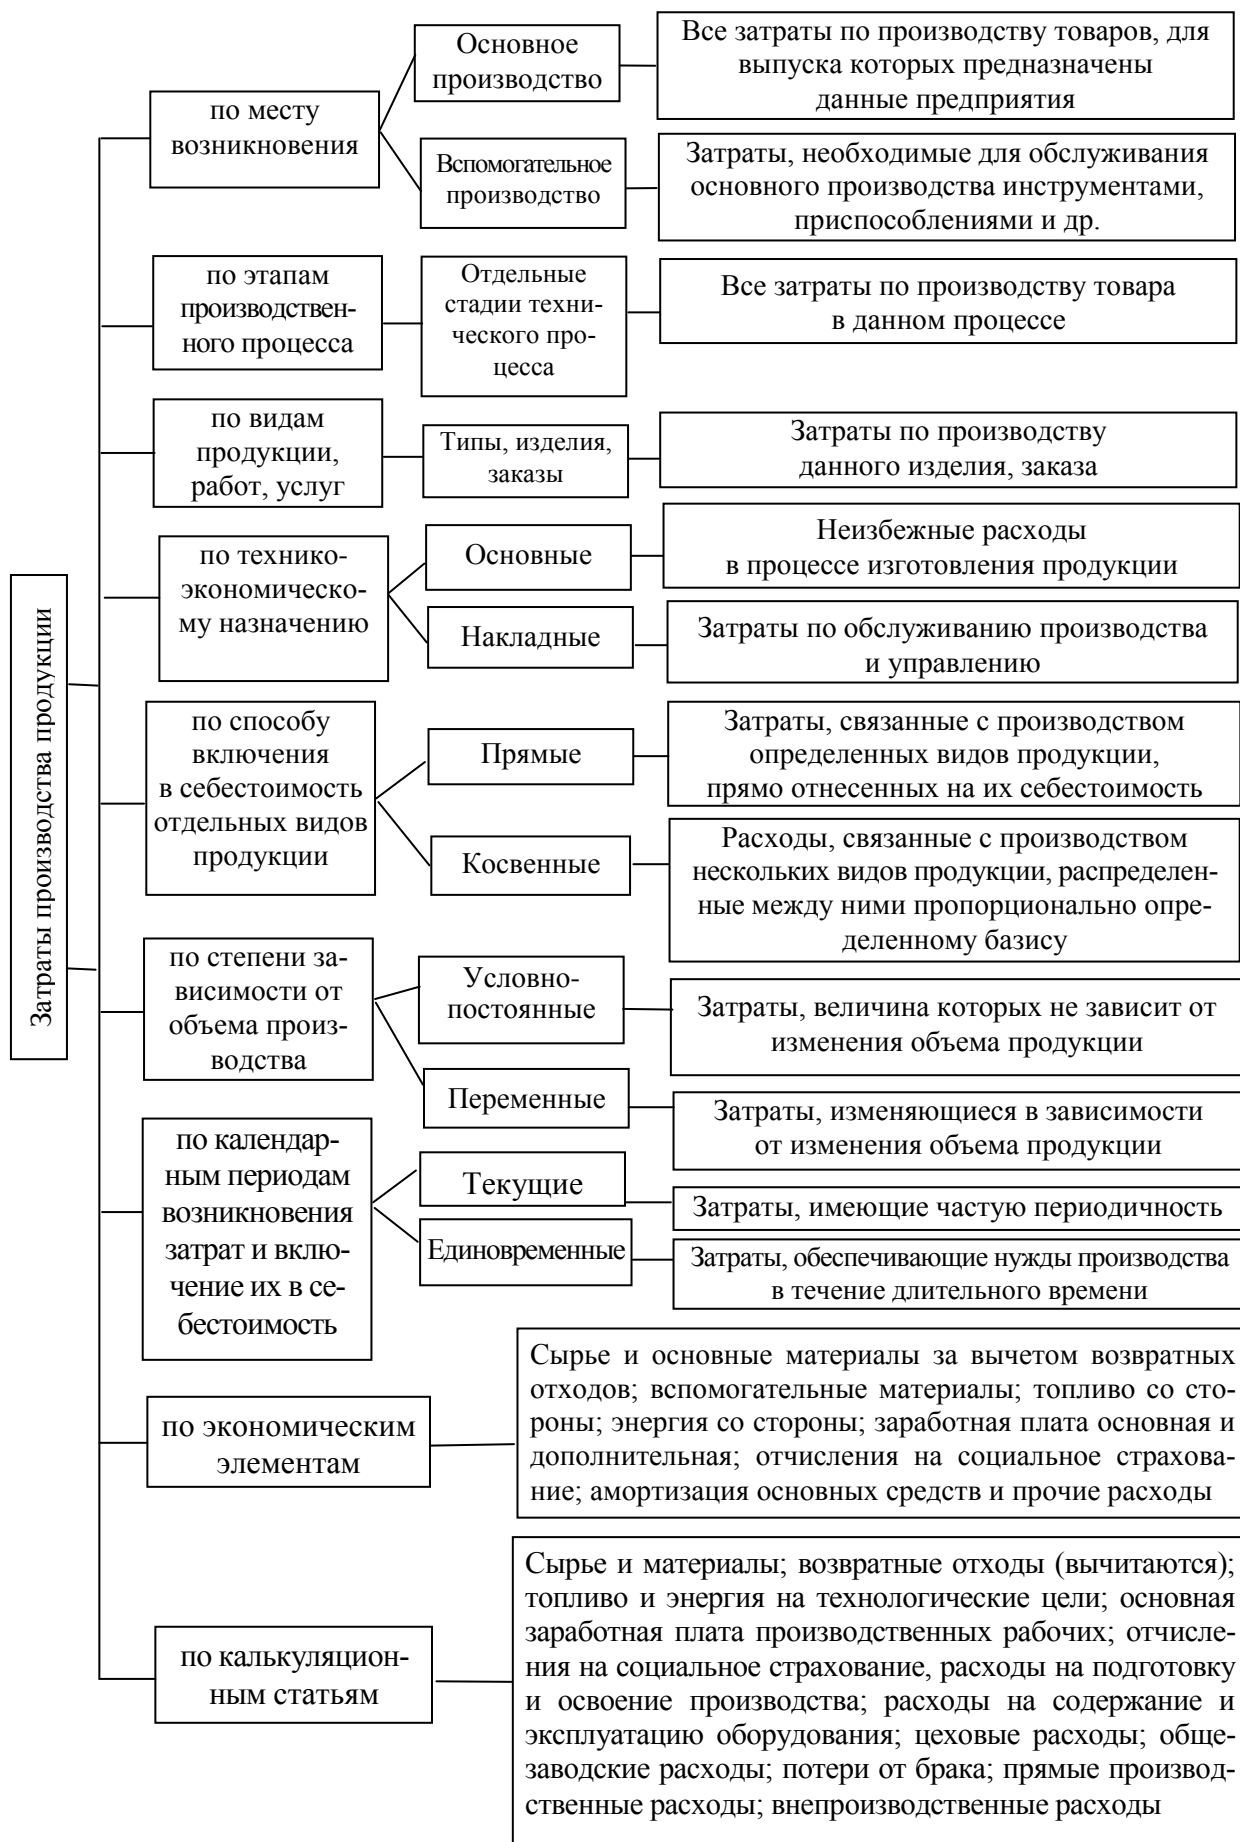 Затраты производства продукции
по месту
возникновения
Основное
производство
Все затраты по производству товаров, для
выпуска которых предназначены
данные предприятия
Вспомогательное
производство
Затраты, необходимые для обслуживания
основного производства инструментами,
приспособлениями и др.
по этапам
производствен-
ного процесса
Отдельные
стадии техни-
ческого про-
цесса
Все затраты по производству товара
в данном процессе
по видам
продукции,
работ, услуг
Типы, изделия,
заказы
Затраты по производству
данного изделия, заказа
по технико-
экономическо-
му назначению
Основные
Неизбежные расходы
в процессе изготовления продукции
Накладные
Затраты по обслуживанию производства
и управлению
по способу
включения
в себестоимость
отдельных видов
продукции
Прямые
Затраты, связанные с производством
определенных видов продукции,
прямо отнесенных на их себестоимость
Косвенные
Расходы, связанные с производством
нескольких видов продукции, распределен-
ные между ними пропорционально опре-
деленному базису
по степени за-
висимости от
объема произ-
водства
Условно-
постоянные
Затраты, величина которых не зависит от
изменения объема продукции
Переменные
Затраты, изменяющиеся в зависимости
от изменения объема продукции
по календар-
ным периодам
возникновения
затрат и вклю-
чение их в се-
бестоимость
Текущие
Затраты, имеющие частую периодичность
Единовременные
Затраты, обеспечивающие нужды производства
в течение длительного времени
по экономическим
элементам
Сырье и основные материалы за вычетом возвратных
отходов; вспомогательные материалы; топливо со сто-
роны; энергия со стороны; заработная плата основная и
дополнительная; отчисления на социальное страхова-
ние; амортизация основных средств и прочие расходы
по калькуляцион-
ным статьям
Сырье и материалы; возвратные отходы (вычитаются);
топливо и энергия на технологические цели; основная
заработная плата производственных рабочих; отчисле-
ния на социальное страхование, расходы на подготовку
и освоение производства; расходы на содержание и
эксплуатацию оборудования; цеховые расходы; обще-
заводские расходы; потери от брака; прямые производ-
ственные расходы; внепроизводственные расходы